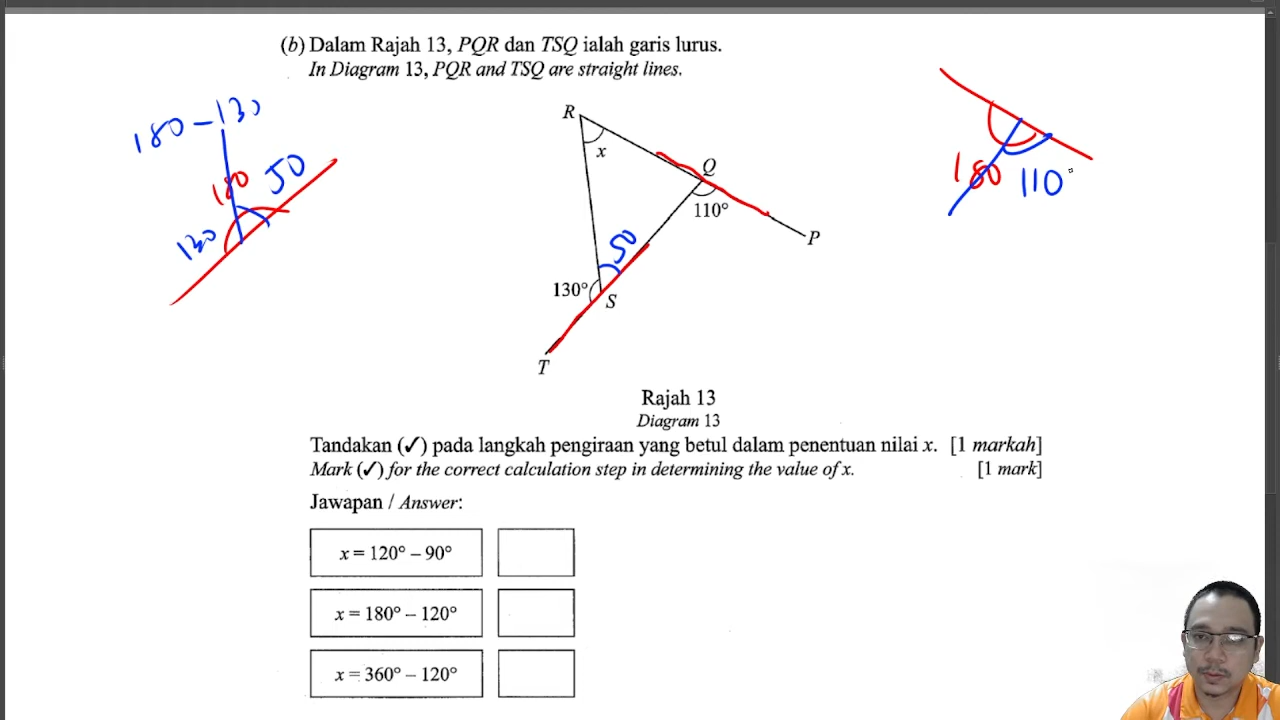 (b) Dalam Rajah 13, PQR dan TSQ ialah garis lurus.
In Diagram 13, PQR and TSQ are straight lines.
180 – 130
180
50
130
R
x
Q
110°
P
50
130°
S
T
180
110°
Rajah 13
Diagram 13
Tandakan (✓) pada langkah pengiraan yang betul dalam penentuan nilai x. [1 markah]
Mark (✓) for the correct calculation step in determining the value of x. [1 mark]
Jawapan / Answer:
x = 120° – 90°
x = 180° – 120°
x = 360° – 120°